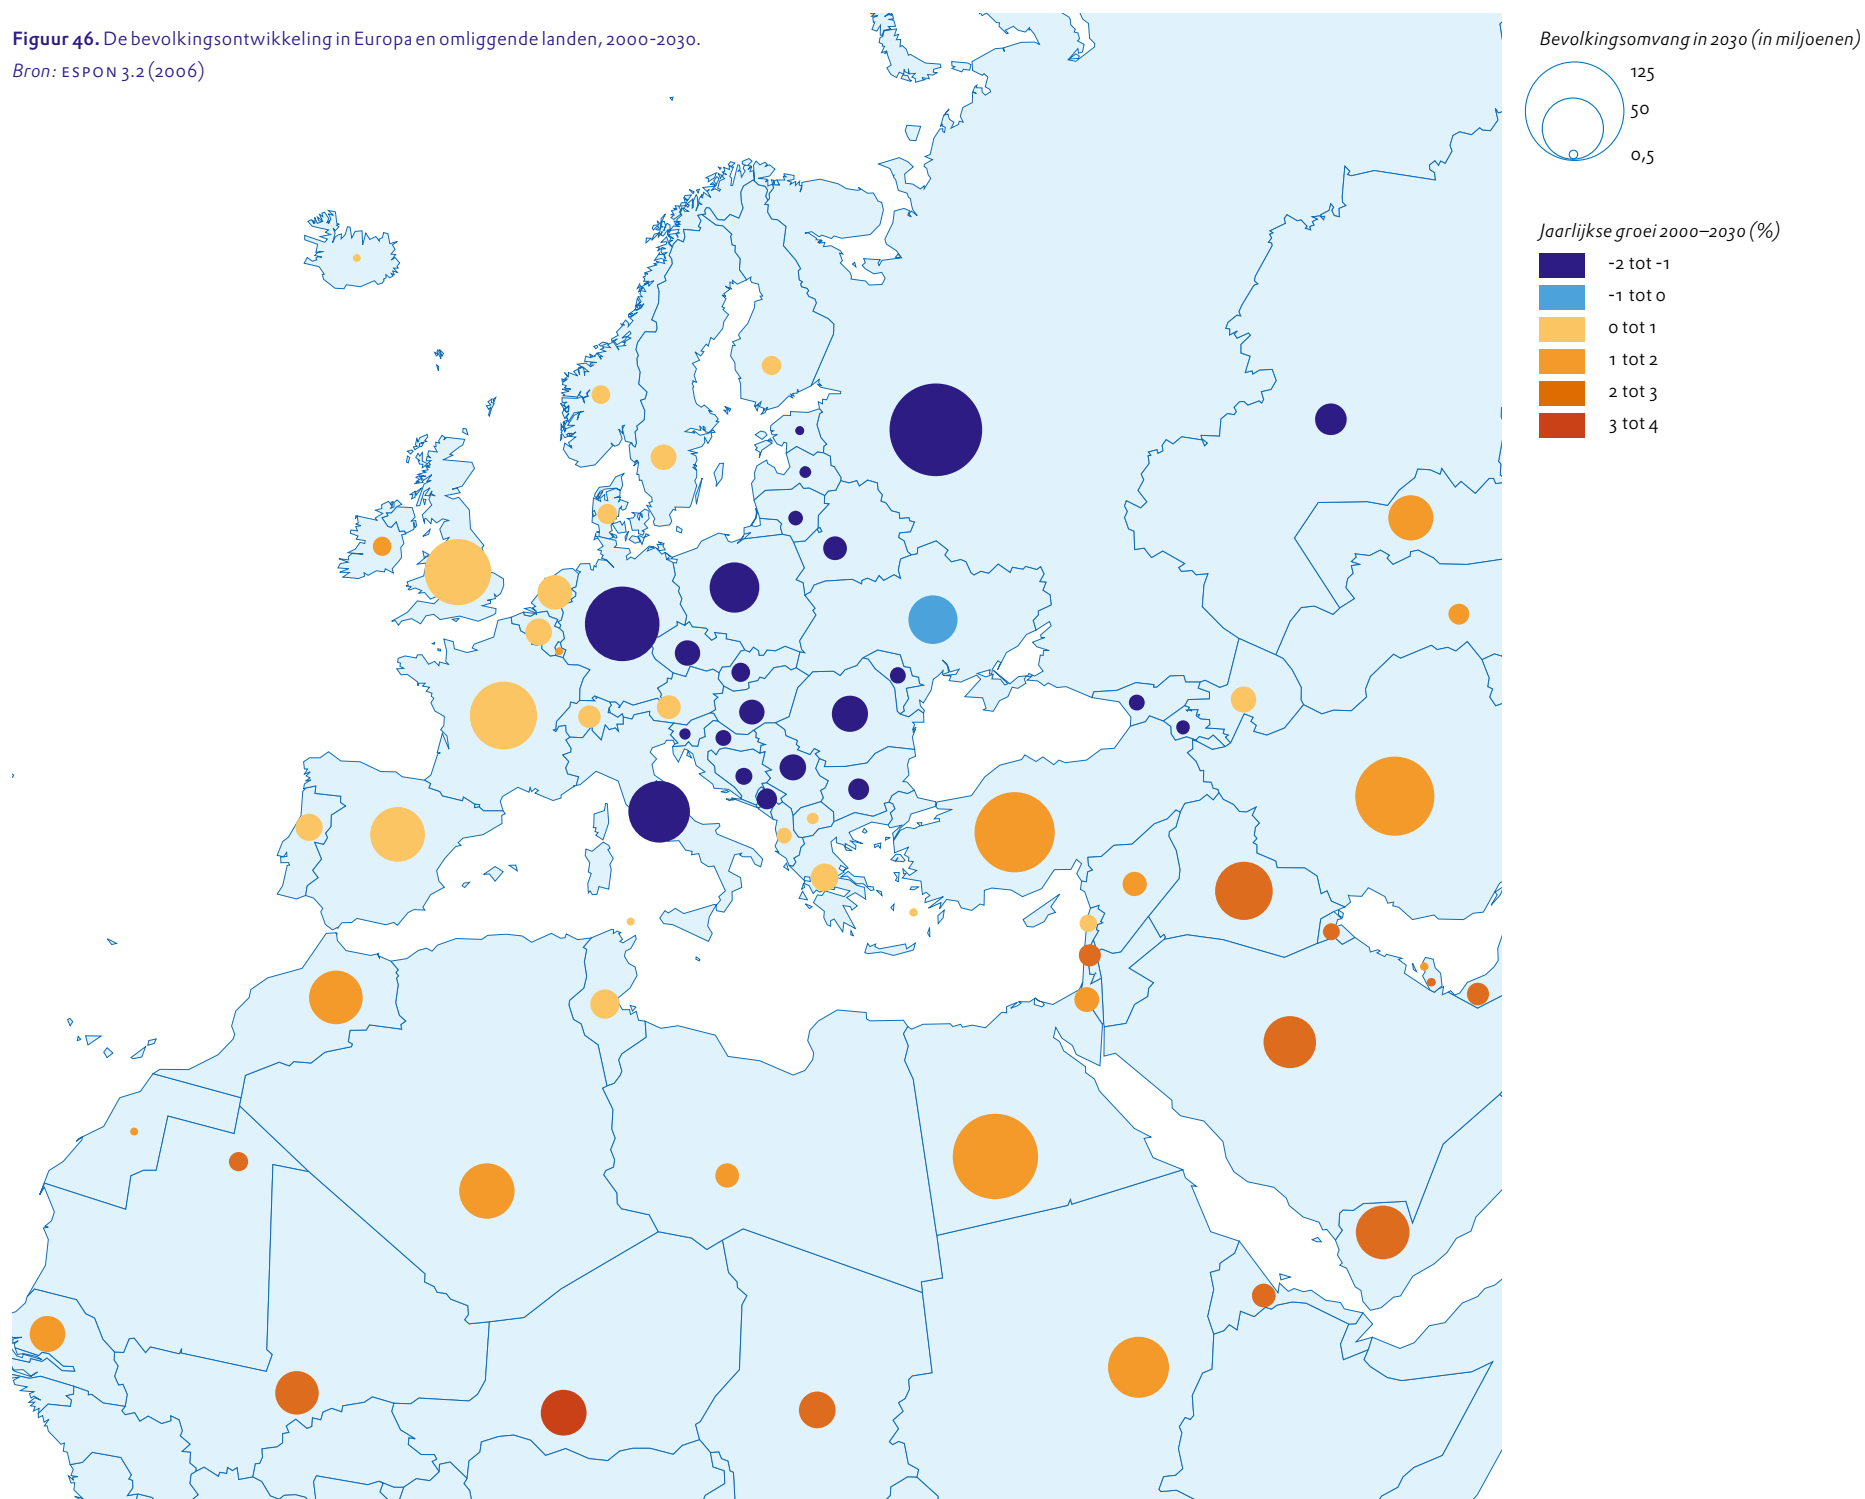 Figuur 46. De bevolkingsontwikkeling in Europa en omliggende landen, 2000-2030.
Bron: ESPON 3.2 (2006)
Bevolkingsomvang in 2030 (in miljoenen)
125
50
0,5
Jaarlijkse groei 2000–2030 (%)
-2 tot -1
-1 tot 0
0 tot 1
1 tot 2
2 tot 3
3 tot 4